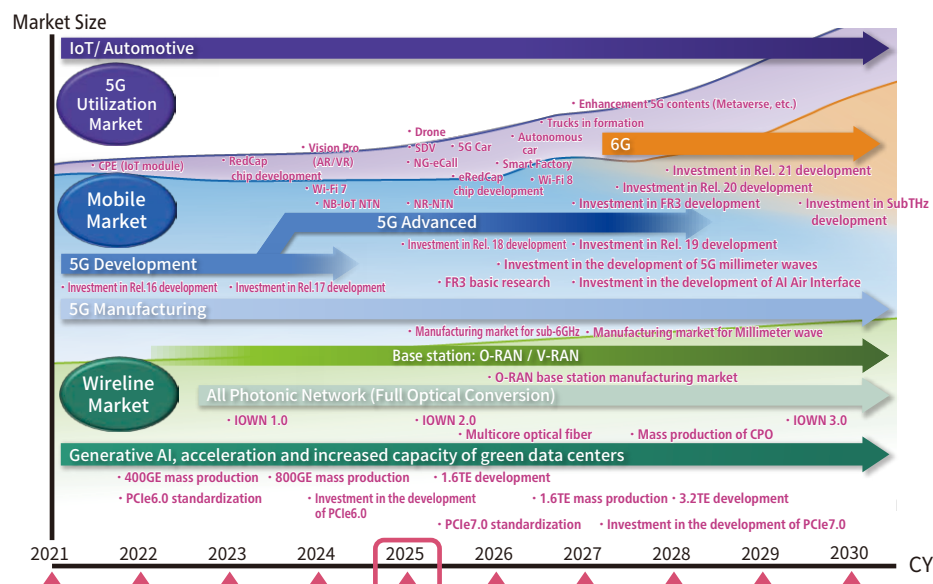 Market Size
IoT/ Automotive
5G
Utilization
Market
・Enhancement 5G contents (Metaverse, etc.)
・Trucks in formation
・Drone
・Autonomous
car
6G
・Vision Pro
(AR/VR)
・SDV
・5G Car
・CPE (IoT module)
・RedCap
chip development
・NG-eCall
・Smart Factory
・Investment in Rel. 21 development
・eRedCap
chip development
・Wi-Fi 8
・Wi-Fi 7
・Investment in Rel. 20 development
Mobile
Market
・NB-IoT NTN
・NR-NTN
・Investment in FR3 development
・Investment in SubTHz
development
5G Advanced
・Investment in Rel. 18 development
・Investment in Rel. 19 development
5G Development
・Investment in the development of 5G millimeter waves
・Investment in Rel.16 development
・Investment in Rel.17 development
・FR3 basic research
・Investment in the development of AI Air Interface
5G Manufacturing
・Manufacturing market for sub-6GHz
・Manufacturing market for Millimeter wave
Base station: O-RAN / V-RAN
Wireline
Market
・O-RAN base station manufacturing market
All Photonic Network (Full Optical Conversion)
・IOWN 1.0
・IOWN 2.0
・IOWN 3.0
・Multicore optical fiber
・Mass production of CPO
Generative AI, acceleration and increased capacity of green data centers
・400GE mass production
・800GE mass production
・1.6TE development
・PCIe6.0 standardization
・Investment in the development
of PCIe6.0
・1.6TE mass production
・3.2TE development
・PCIe7.0 standardization
・Investment in the development of PCIe7.0
2021 2022 2023 2024 2025 2026 2027 2028 2029 2030
CY